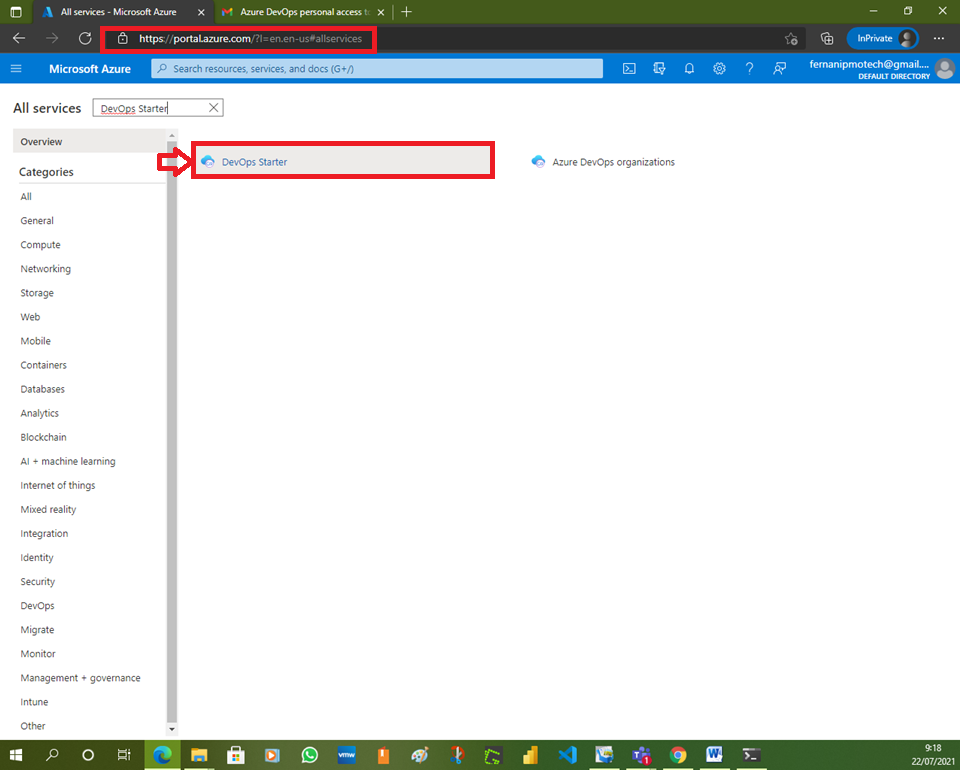 All services - Microsoft Azure
Azure DevOps personal access t
https://portal.azure.com/?l=en.en-us#allservices
InPrivate
Microsoft Azure
Search resources, services, and docs (G+/)
fernanipmotech@gmail....
DEFAULT DIRECTORY
All services
DevOps Starter
Overview
DevOps Starter
Azure DevOps organizations
Categories
All
General
Compute
Networking
Storage
Web
Mobile
Containers
Databases
Analytics
Blockchain
AI + machine learning
Internet of things
Mixed reality
Integration
Identity
Security
DevOps
Migrate
Monitor
Management + governance
Intune
Other
vmw
1
9:18
22/07/2021